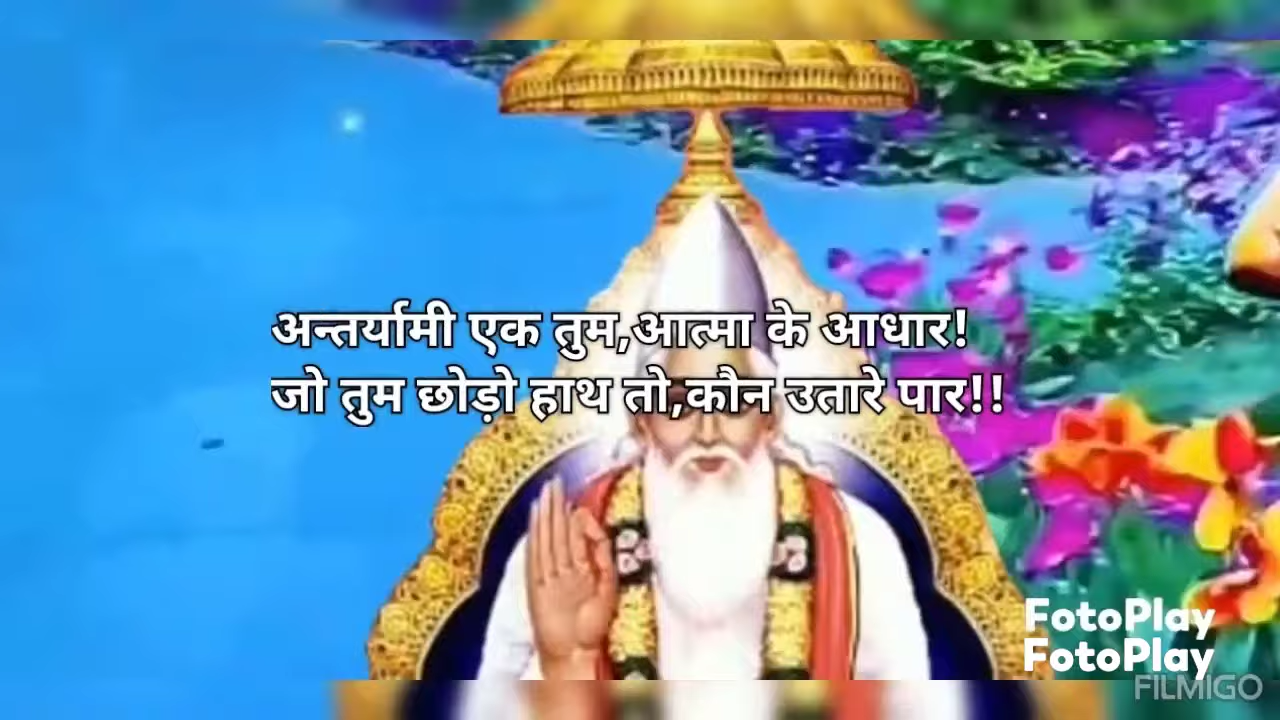 अन्तर्यामी एक तुम,आत्मा के आधार!
जो तुम छोड़ो हाथ तो,कौन उतारे पार!!
FotoPlay
FotoPlay
FILMIGO